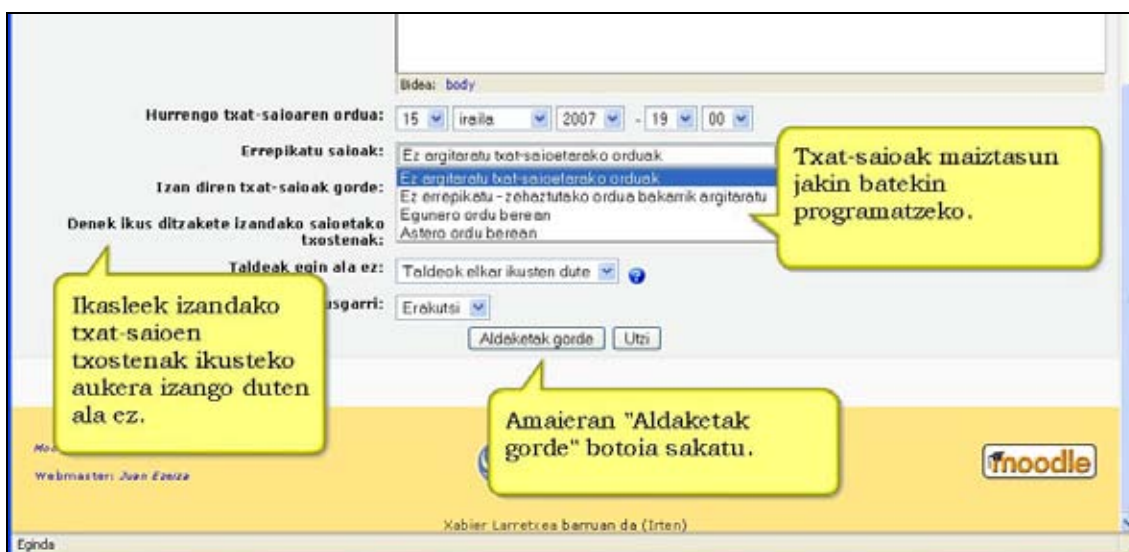 Bidea: body
Hurrengo txat-saioaren ordua: 15 iraila 2007 - 19 00
Errepikatu saioak: Ez argitaratu txat-saioetarako orduak
Ez argitaratu txat-saioetarako orduak
Izan diren txat-saioak gorde:
Ez errepikatu - zehaztutako ordua bakarrik argitaratu
Egunero ordu berean
Denek ikus ditzakete izandako saioetako
txostenak:
Astero ordu berean
Txat-saioak maiztasun
jakin batekin
programatzeko.
Taldeak egin ala ez: Taldeok elkar ikusten dute
Erakutsi
Ikasleek izandako
txat-saioen
txostenak ikusteko
aukera izango duten
ala ez.
Aldaketak gorde Utzi
Amaieran "Aldaketak
gorde" botoia sakatu.
Webmaster: Juan Ezeiza
moodle
Xabier Larretxea barruan da (Irten)
Eginda